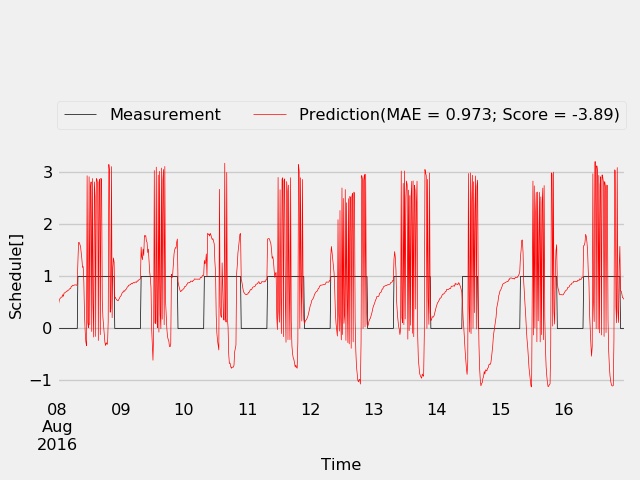 Measurement
Prediction(MAE = 0.973; Score = -3.89)
3
2
1
0
−1
Schedule[]
08 09 10 11 12 13 14 15 16
Aug
2016
Time